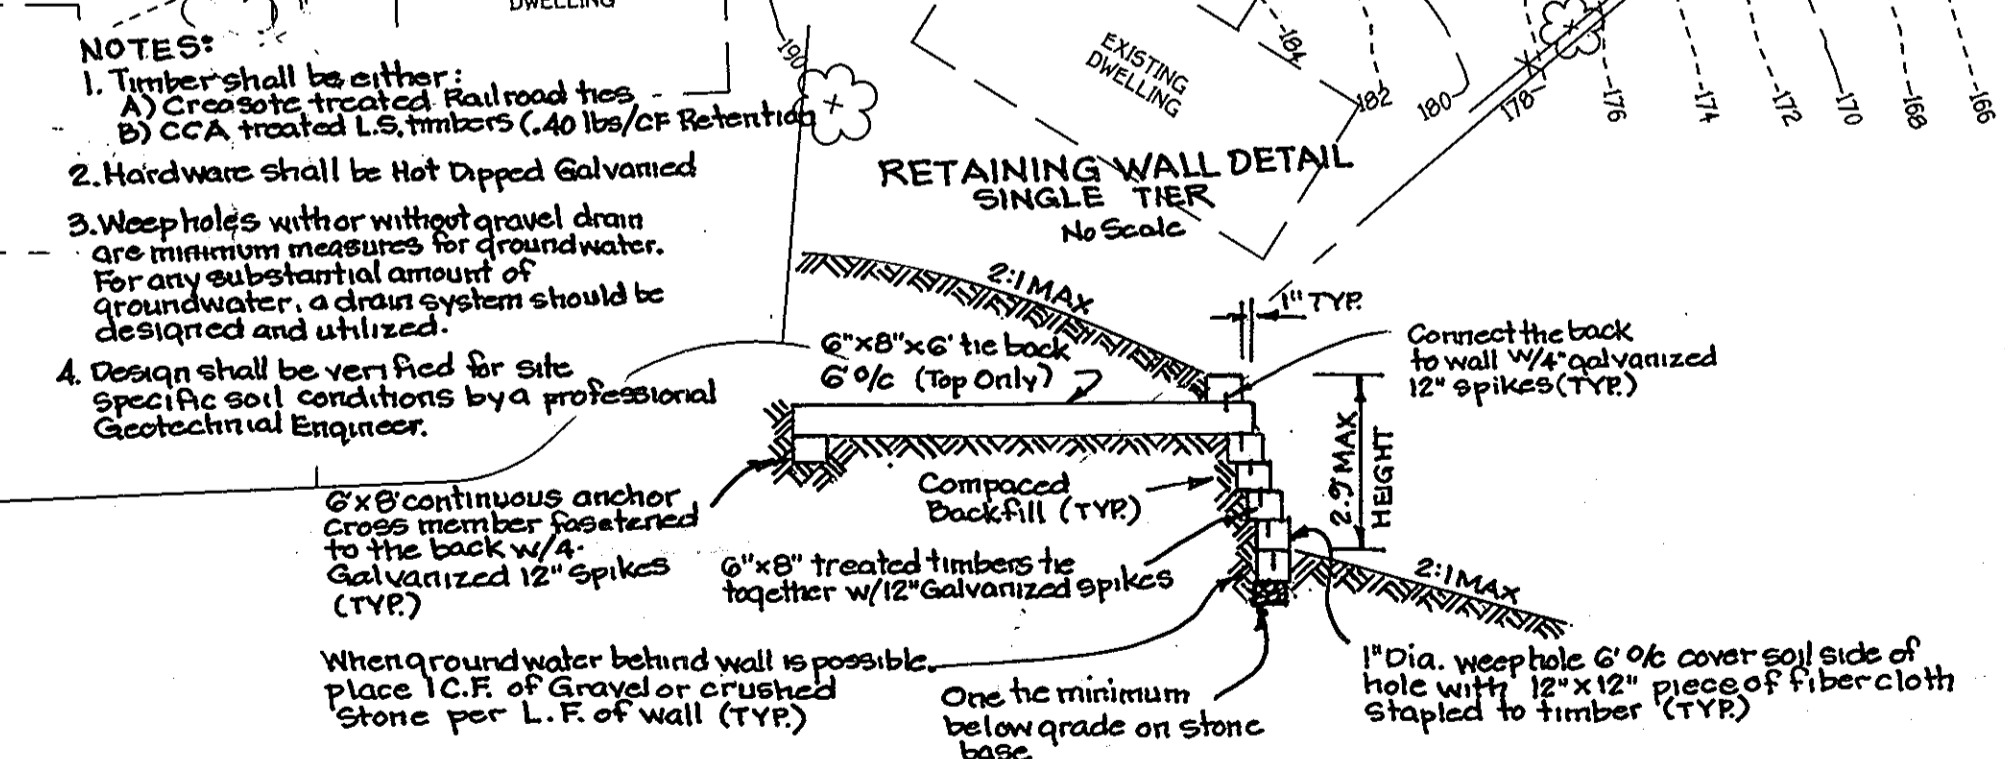 DWELLING
NOTES:
1. Timber shall be either:
A) Creasote treated Railroad ties
B) CCA treated L.S. timbers (.40 lbs/CF Retention
2. Hardware shall be Hot Dipped Galvanied
3. Weep holes with or without gravel drain
are minimum measures for groundwater.
For any substantial amount of
groundwater, a drain system should be
designed and utilized.
4. Design shall be verified for site
specific soil conditions by a professional
Geotechnial Engineer.
190
EXISTING
DWELLING
184
182
180
178
176
174
172
170
168
166
RETAINING WALL DETAIL
SINGLE TIER
No Scale
2:1 MAX
1" TYP.
6"x8"x6' tie back
6' o/c (Top Only)
Connect the back
to wall w/4" galvanized
12" spikes (TYP.)
2.9' MAX
HEIGHT
6'x8' continuous anchor
cross member fasetened
to the back w/4.
Galvanized 12" Spikes
(TYP.)
Compaced
Backfill (TYP.)
6"x8" treated timbers tie
together w/12" Galvanized spikes
2:1 MAX
When groundwater behind wall is possible.
place 1 C.F. of Gravel or crushed
Stone per L.F. of wall (TYP.)
One tie minimum
below grade on stone
base
1" Dia. weep hole 6' o/c cover soil side of
hole with 12" x 12" piece of fiber cloth
stapled to timber (TYP.)